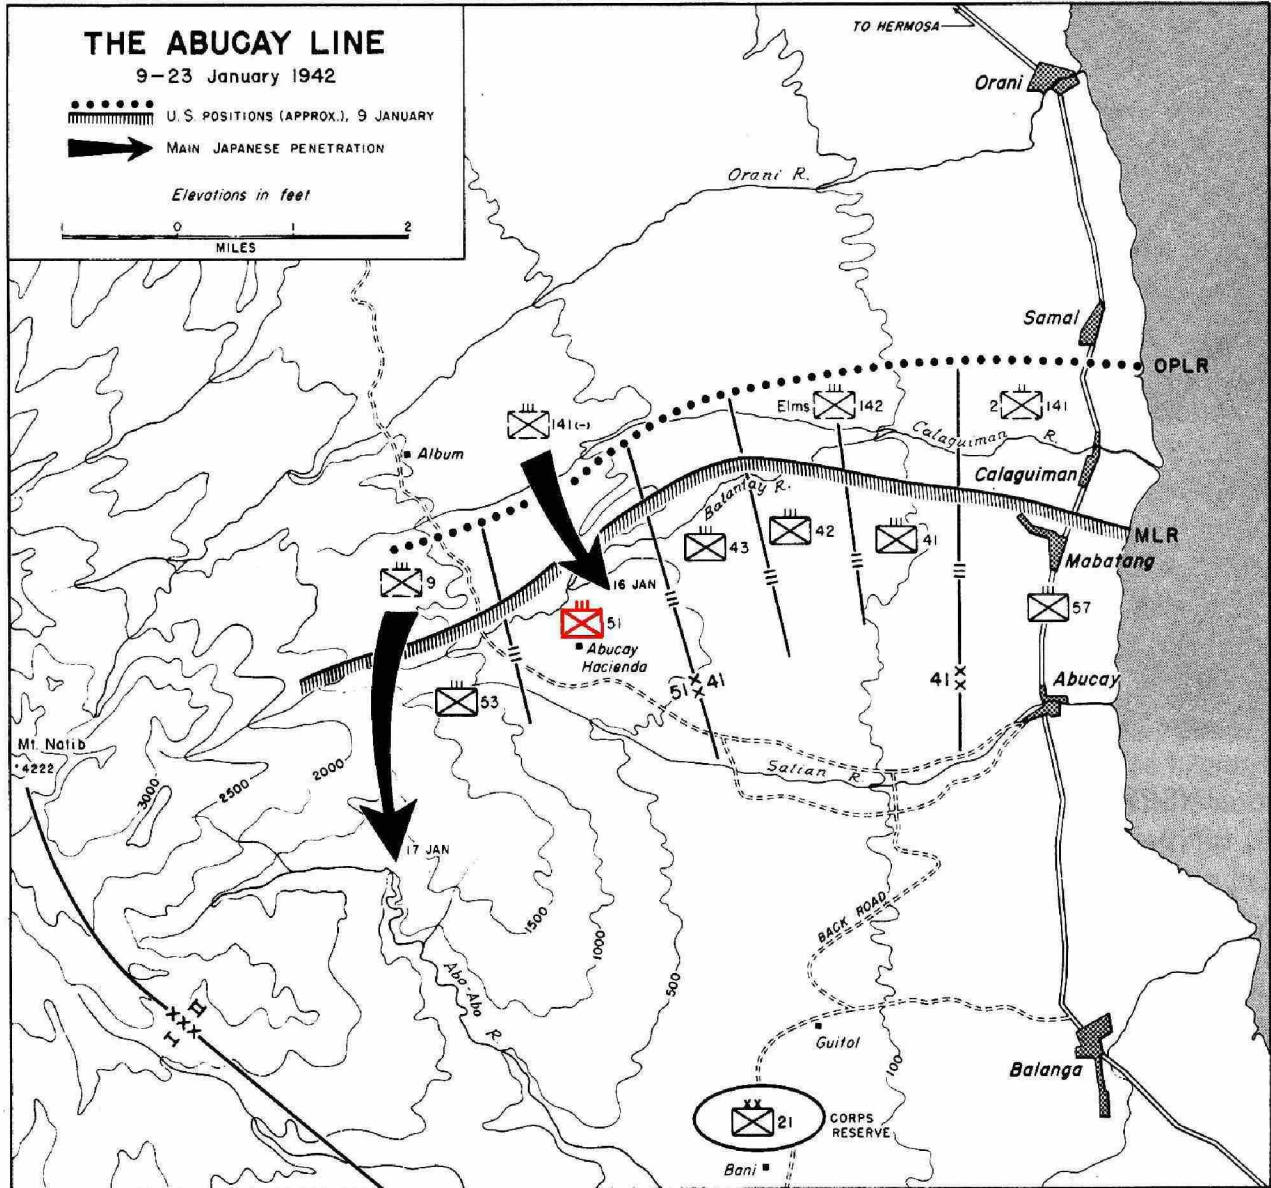 THE ABUCAY LINE
9–23 January 1942
U.S. POSITIONS (APPROX.), 9 JANUARY
MAIN JAPANESE PENETRATION
Elevations in feet
1 0 1 2
MILES
TO HERMOSA
Orani
Orani R.
Samal
OPLR
Elms 142
2 141
141(-)
Calaguiman R.
Album
Calaguiman
Balantay R.
MLR
43
42
41
Mabatang
9
16 JAN
51
57
Abucay
Hacienda
51 41
41
Abucay
53
Mt. Natib
4222
Salian R.
3000
2500
2000
17 JAN
1500
1000
500
BACK ROAD
Abo-Abo R.
I II
Guitol
100
Balanga
21
CORPS
RESERVE
Bani